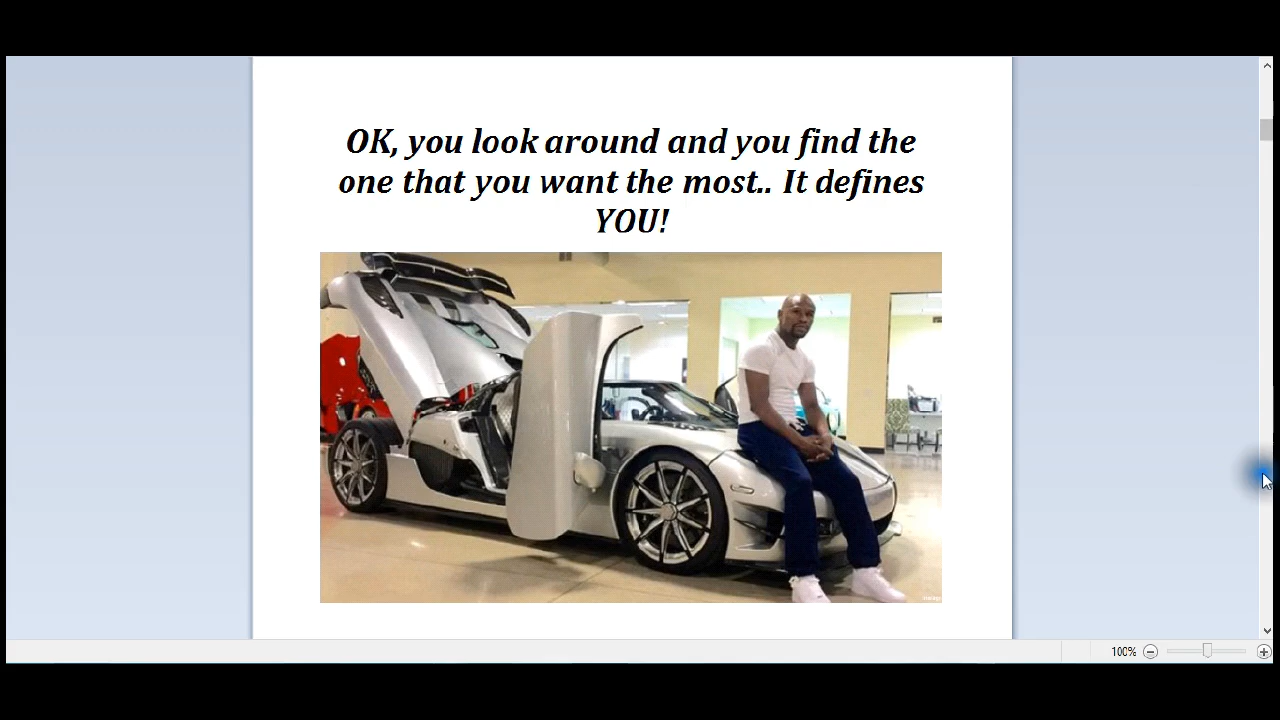 OK, you look around and you find the
one that you want the most.. It defines
YOU!
100%